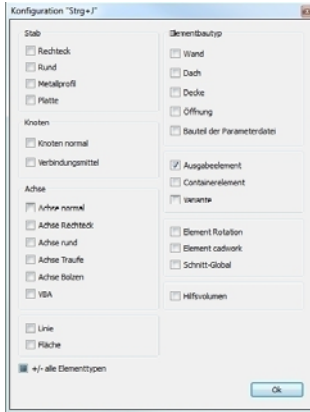 Konfiguration "Strg+J"
Stab
Rechteck
Rund
Metallprofil
Platte
Knoten
Knoten normal
Verbindungsmittel
Achse
Achse normal
Achse Rechteck
Achse rund
Achse Traufe
Achse Bolzen
VBA
Linie
Fläche
+/- alle Elementtypen
Elementbautyp
Wand
Dach
Decke
Öffnung
Bauteil der Parameterdatei
Ausgabeelement
Containerelement
Variante
Element Rotation
Element cadwork
Schnitt-Global
Hilfsvolumen
Ok